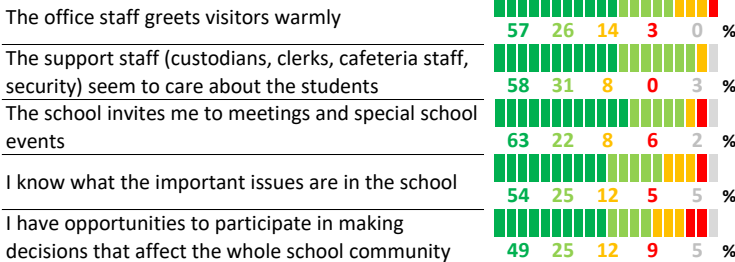 The office staff greets visitors warmly
57 26 14 3 0 %
The support staff (custodians, clerks, cafeteria staff,
security) seem to care about the students
58 31 8 0 3 %
The school invites me to meetings and special school
events
63 22 8 6 2 %
I know what the important issues are in the school
54 25 12 5 5 %
I have opportunities to participate in making
decisions that affect the whole school community
49 25 12 9 5 %